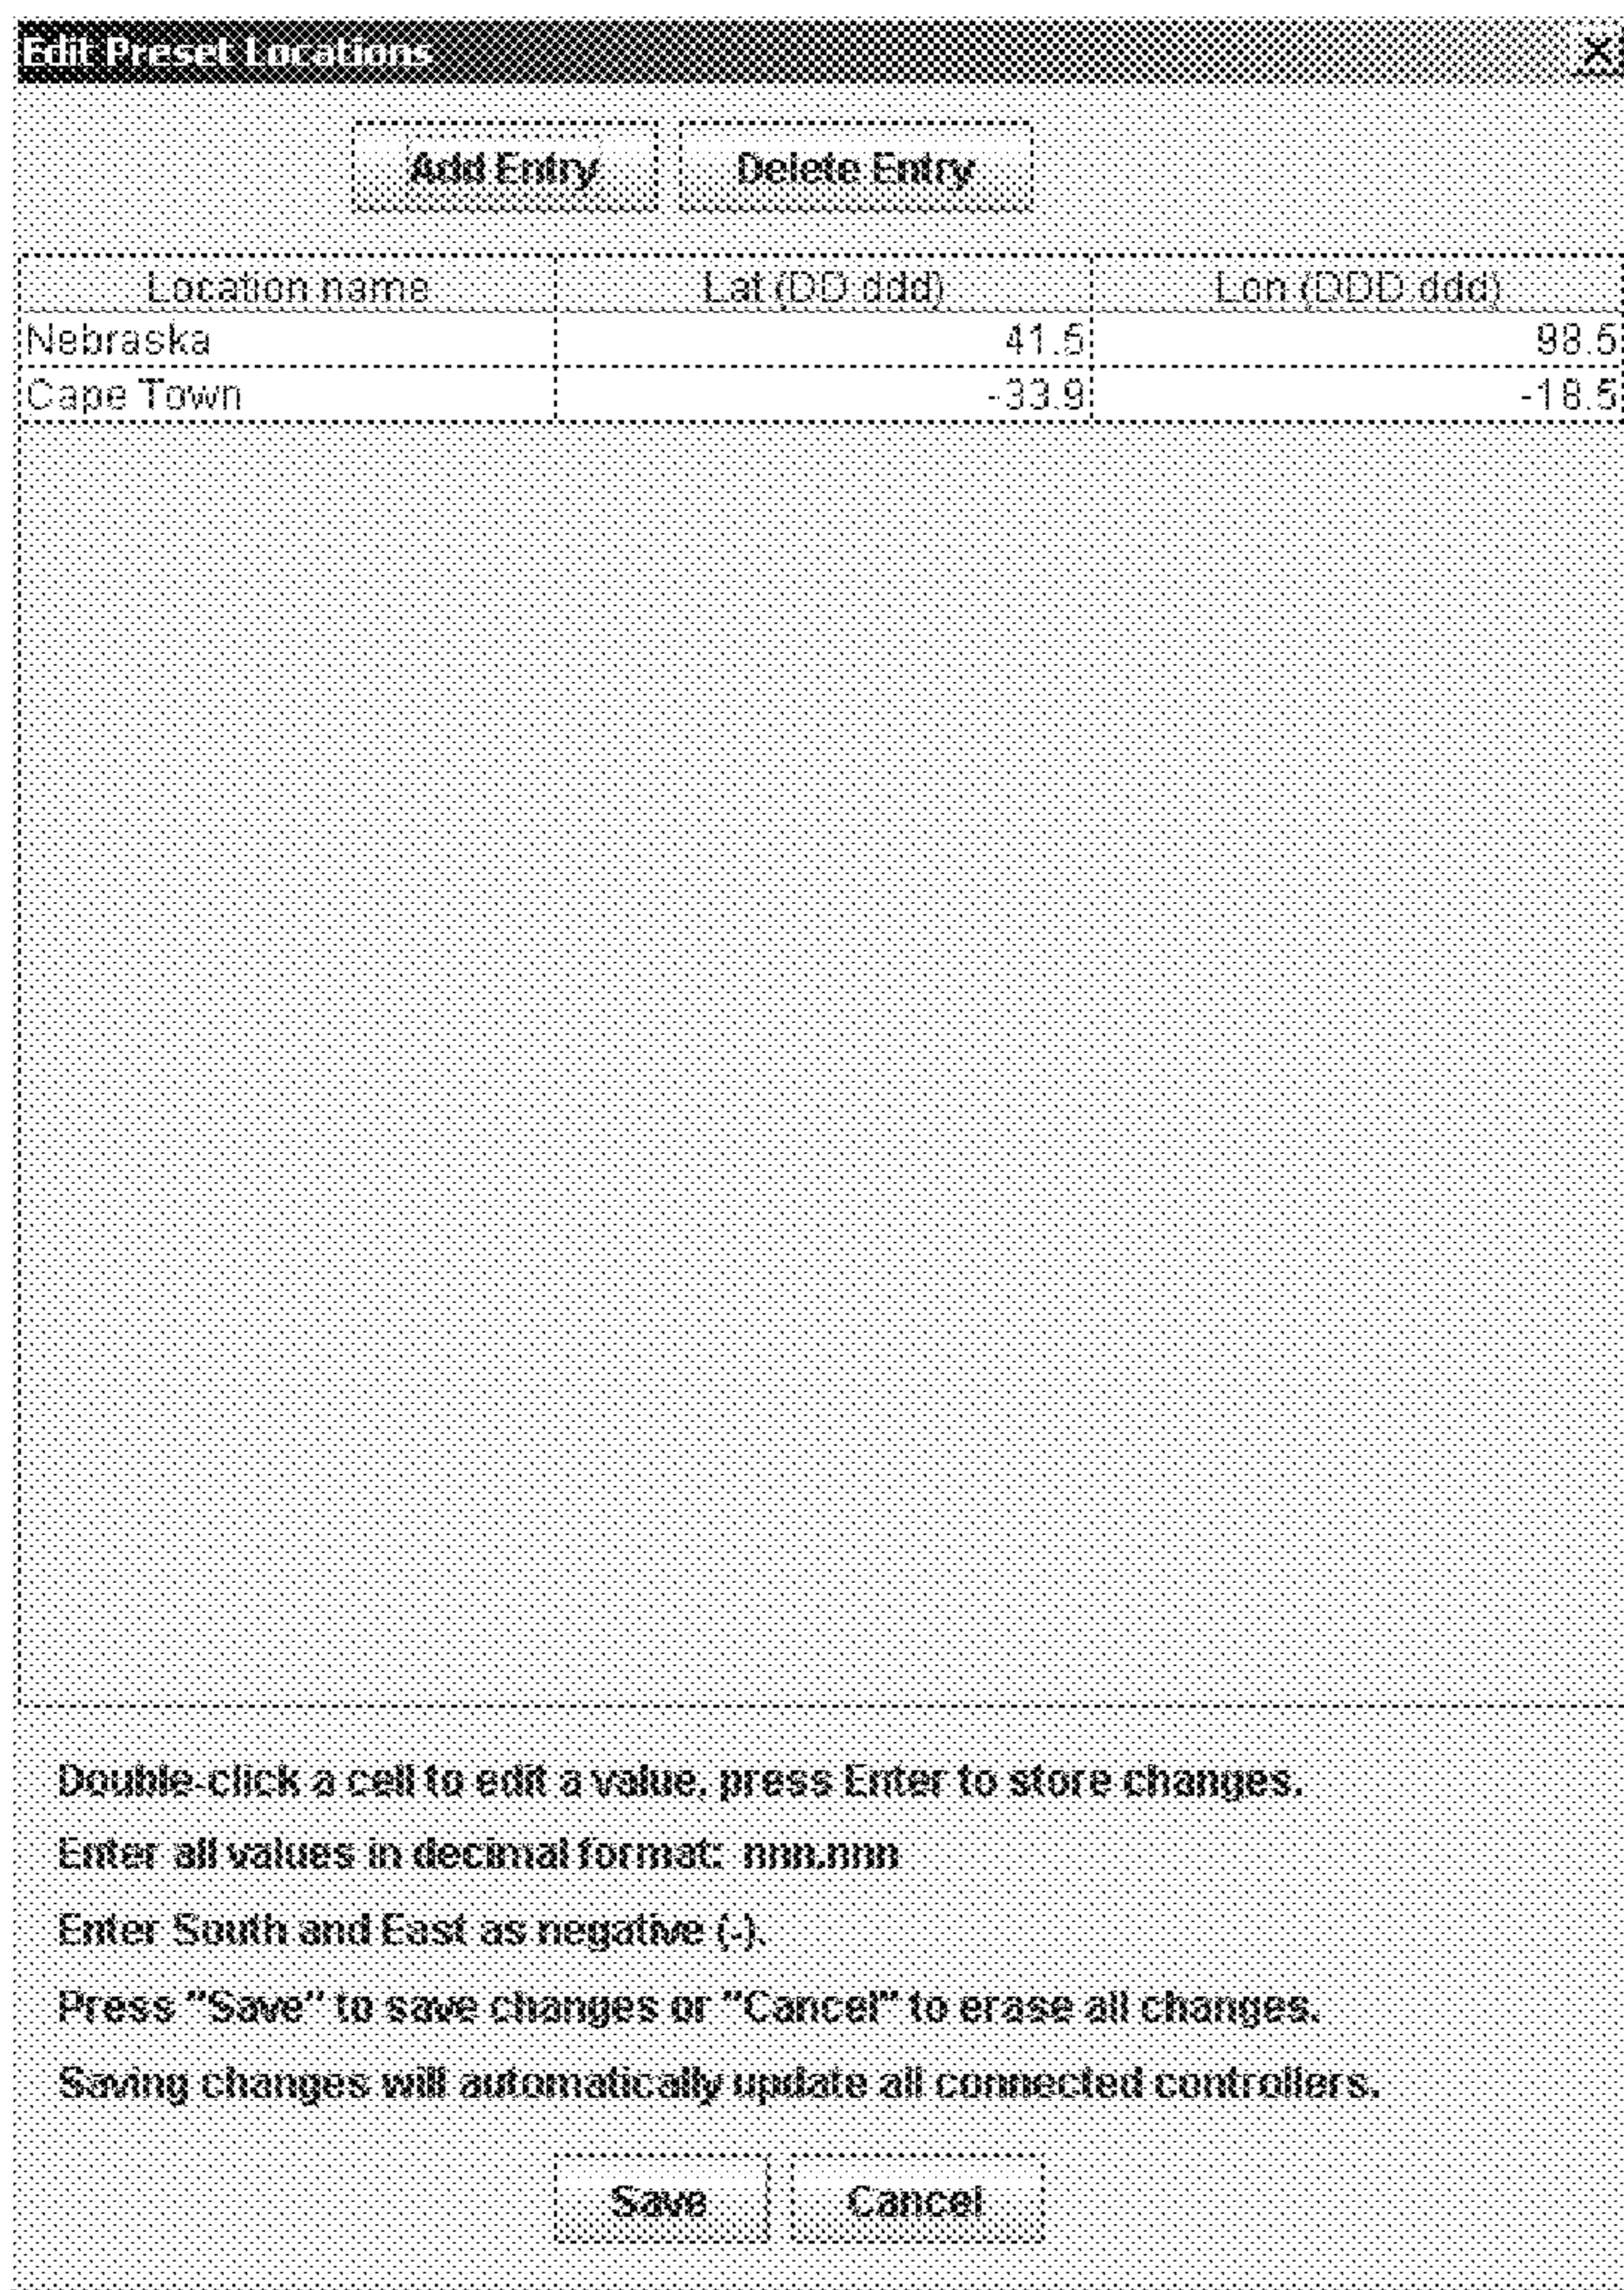 Edit Preset Locations X
Add Entry Delete Entry
Location name Lat (DD ddd) Lon (DDD ddd)
Nebraska 41.5 98.5
Cape Town -33.9 -18.5
Double-click a cell to edit a value, press Enter to store changes.
Enter all values in decimal format: nnn.nnn
Enter South and East as negative (-).
Press "Save" to save changes or "Cancel" to erase all changes.
Saving changes will automatically update all connected controllers.
Save Cancel